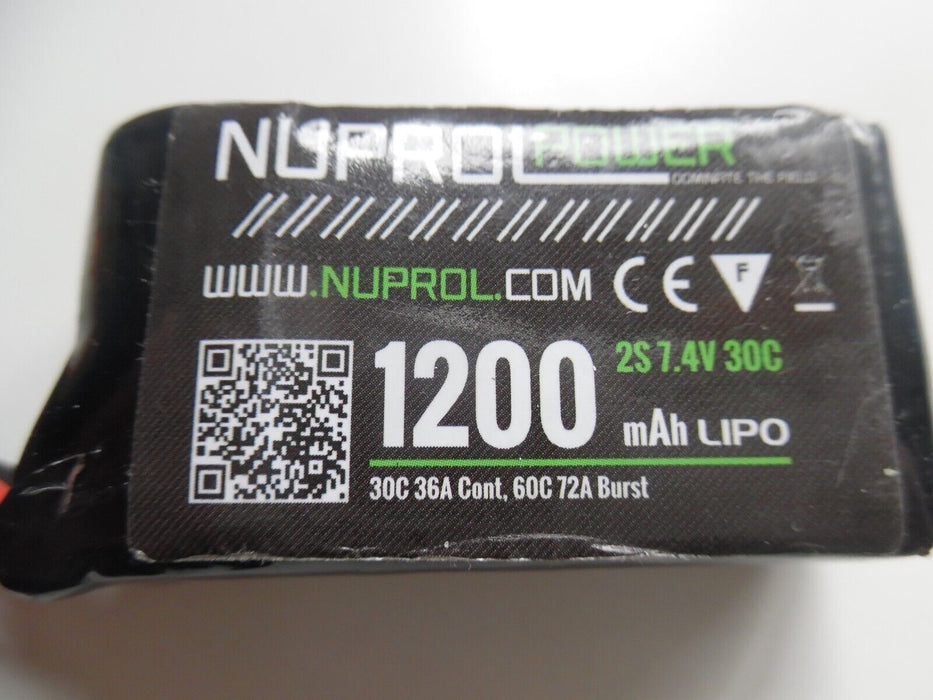 NUPROL POWER
DOMINATE THE FIELD
WWW.NUPROL.COM CE F
2S 7.4V 30C
1200 mAh LIPO
30C 36A Cont, 60C 72A Burst